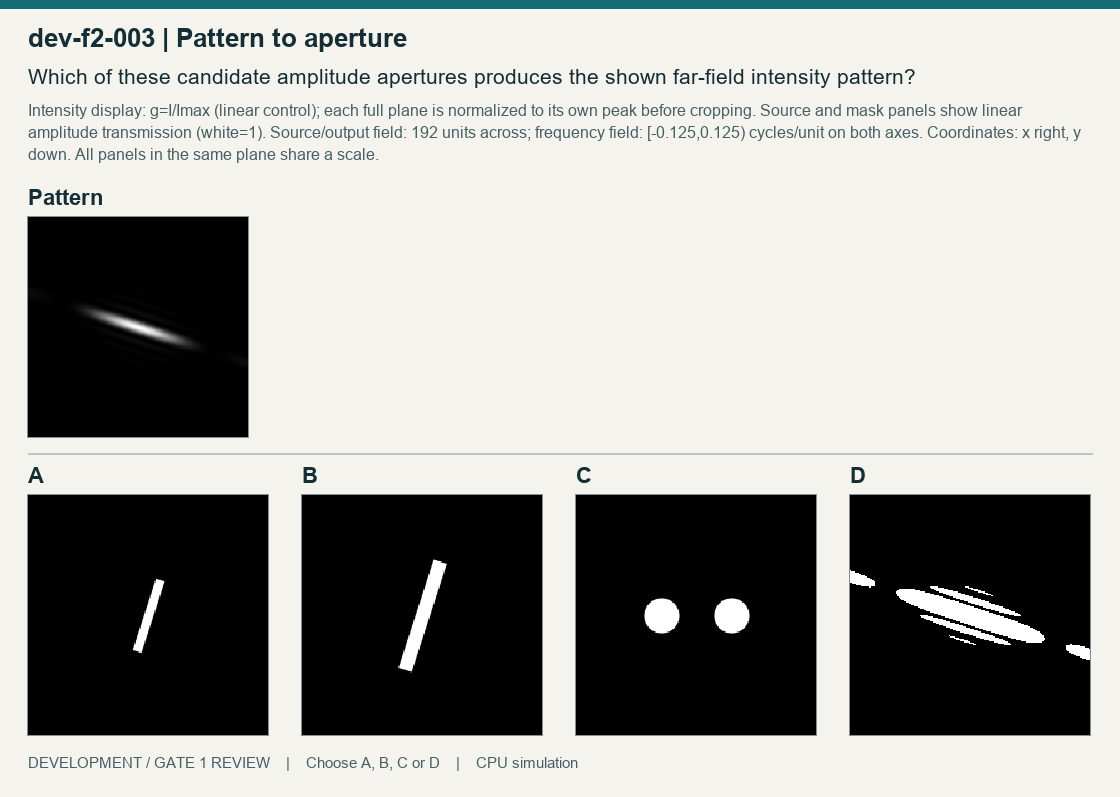 dev-f2-003 | Pattern to aperture
Which of these candidate amplitude apertures produces the shown far-field intensity pattern?
Intensity display: g=I/Imax (linear control); each full plane is normalized to its own peak before cropping. Source and mask panels show linear
amplitude transmission (white=1). Source/output field: 192 units across; frequency field: [-0.125,0.125) cycles/unit on both axes. Coordinates: x right, y
down. All panels in the same plane share a scale.
Pattern
A
B
C
D
DEVELOPMENT / GATE 1 REVIEW | Choose A, B, C or D | CPU simulation